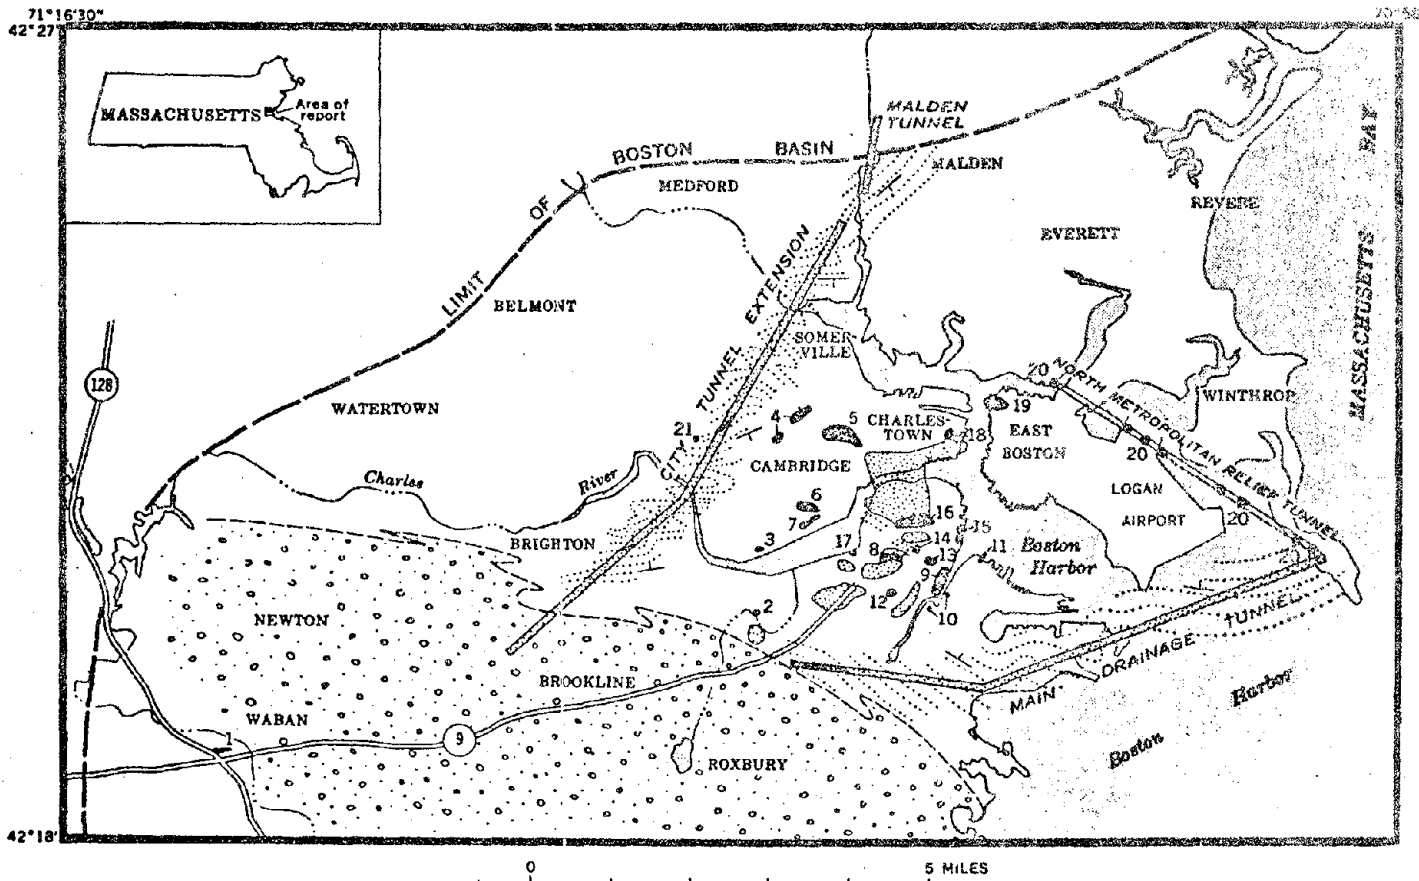 71°16'30"
42°27'
MASSACHUSETTS
Area of
report
MALDEN
TUNNEL
BOSTON BASIN
MALDEN
MEDFORD
LIMIT OF
REVERE
MASSACHUSETTS BAY
EVERETT
BELMONT
CITY TUNNEL EXTENSION
SOMER-
VILLE
128
WATERTOWN
20
NORTH METROPOLITAN RELIEF TUNNEL
WINTHROP
4
5
CHARLES-
TOWN
18
19
EAST
BOSTON
21
CAMBRIDGE
20
Charles River
LOGAN
AIRPORT
6
7
16
15
20
BRIGHTON
3
17
8
14
13
11
Boston
Harbor
9
12
10
2
NEWTON
BROOKLINE
MAIN DRAINAGE TUNNEL
WABAN
1
9
ROXBURY
Boston Harbor
42°18'
0 5 MILES